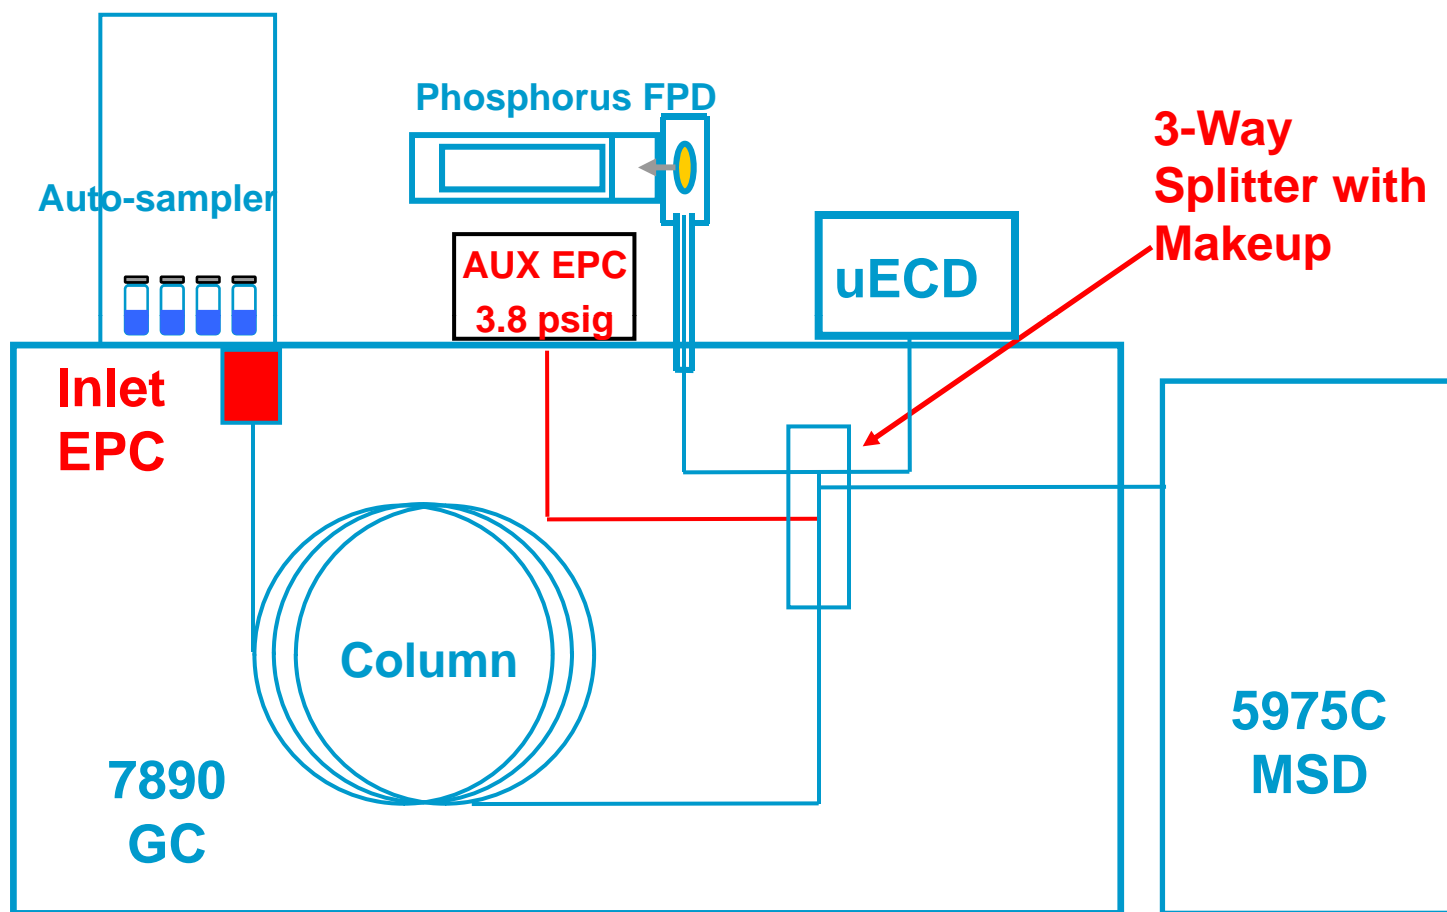 Phosphorus FPD
3-Way
Splitter with
Makeup
Auto-sampler
AUX EPC
3.8 psig
uECD
Inlet
EPC
Column
7890
GC
5975C
MSD